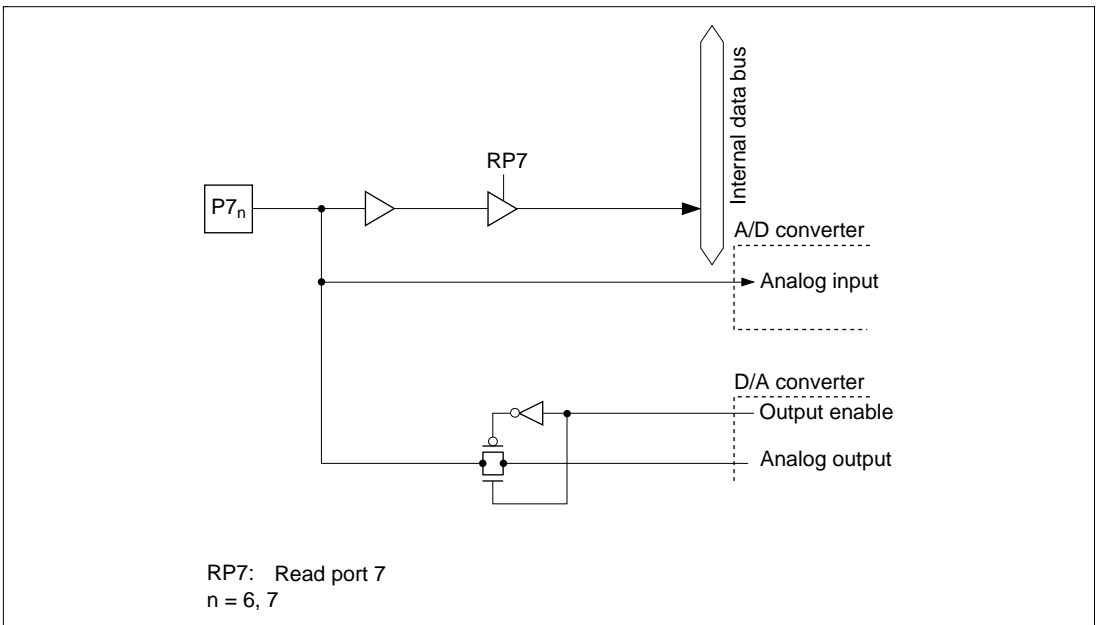 Internal data bus
RP7
P7n
A/D converter
Analog input
D/A converter
Output enable
Analog output
RP7: Read port 7
n = 6, 7